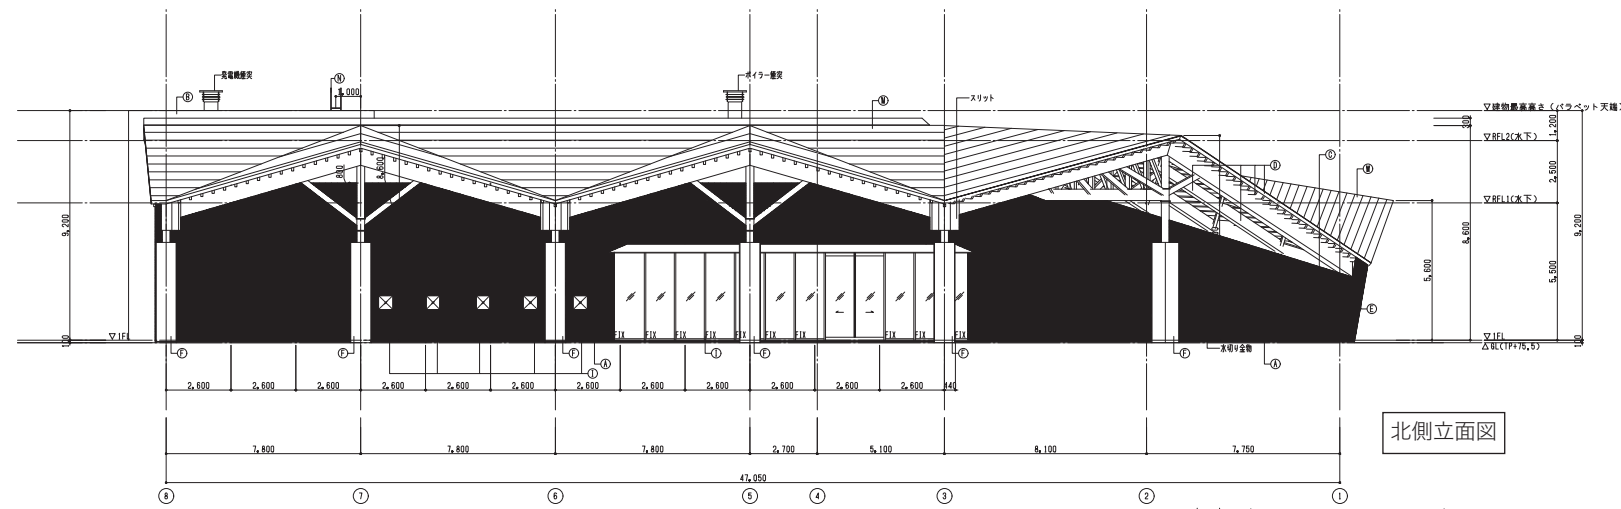 発電機煙突
ボイラー煙突
N
1,000
B
M
スリット
▽建物最高高さ(パラペット天端)
300
1,200
▽RFL2(水下)
800
8,600
D
C
M
2,500
▽RFL1(水下)
9,200
5,600
8,600
5,500
9,200
E
FIX FIX FIX FIX FIX FIX FIX FIX FIX FIX
100
▽1FL
▽1FL
△GL(TP+75.5)
100
F F F I F F F
水切り金物
A
A
I
2,600 2,600 2,600 2,600 2,600 2,600 2,600 2,600 2,600 2,600 2,600 2,600 440
北側立面図
7,800 7,800 7,800 2,700 5,100 8,100 7,750
47,050
8 7 6 5 4 3 2 1